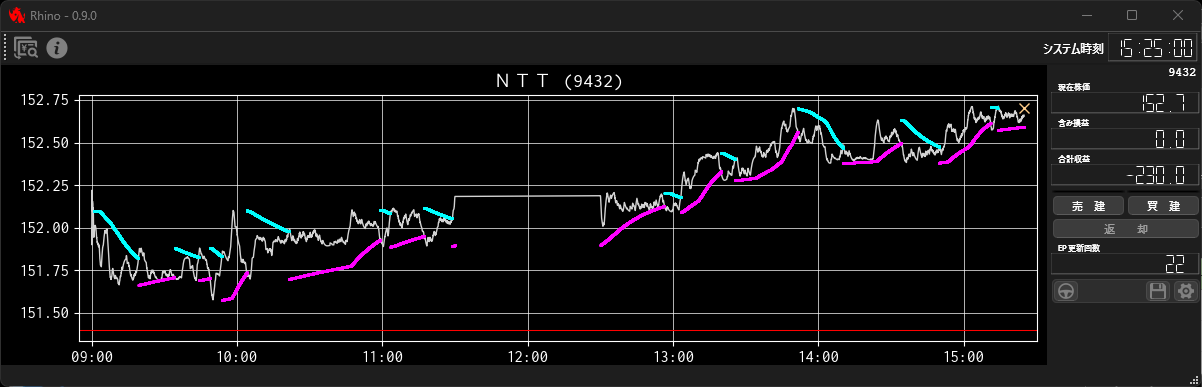 Rhino - 0.9.0
システム時刻 15:25:00
ＮＴＴ (9432)
152.75
152.50
152.25
152.00
151.75
151.50
09:00 10:00 11:00 12:00 13:00 14:00 15:00
9432
現在株価
152.7
含み損益
0.0
合計収益
-230.0
売　建 買　建
返　却
EP更新回数
22